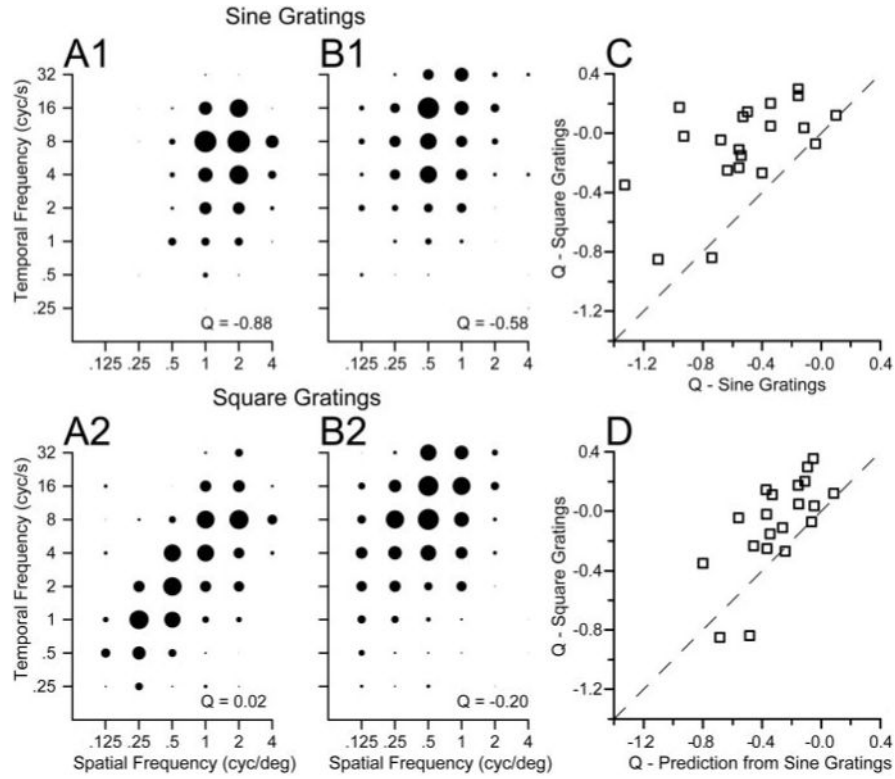 Sine Gratings
A1
B1
C
Temporal Frequency (cyc/s)
32
16
8
4
2
1
.5
.25
Q = -0.88
Q = -0.58
.125 .25 .5 1 2 4
.125 .25 .5 1 2 4
Q - Square Gratings
0.4
-0.0
-0.4
-0.8
-1.2
-1.2 -0.8 -0.4 -0.0 0.4
Q - Sine Gratings
Square Gratings
A2
B2
D
Temporal Frequency (cyc/s)
32
16
8
4
2
1
.5
.25
Q = 0.02
Q = -0.20
.125 .25 .5 1 2 4
.125 .25 .5 1 2 4
Spatial Frequency (cyc/deg)
Spatial Frequency (cyc/deg)
Q - Square Gratings
0.4
-0.0
-0.4
-0.8
-1.2
-1.2 -0.8 -0.4 -0.0 0.4
Q - Prediction from Sine Gratings